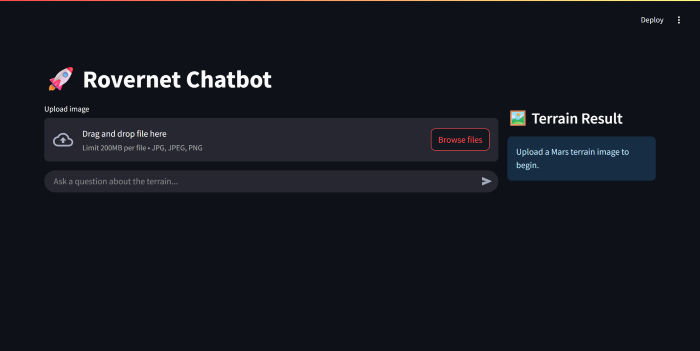 Deploy
🚀 Rovernet Chatbot
Upload image
Drag and drop file here
Limit 200MB per file • JPG, JPEG, PNG
Browse files
Ask a question about the terrain...
🖼️ Terrain Result
Upload a Mars terrain image to
begin.